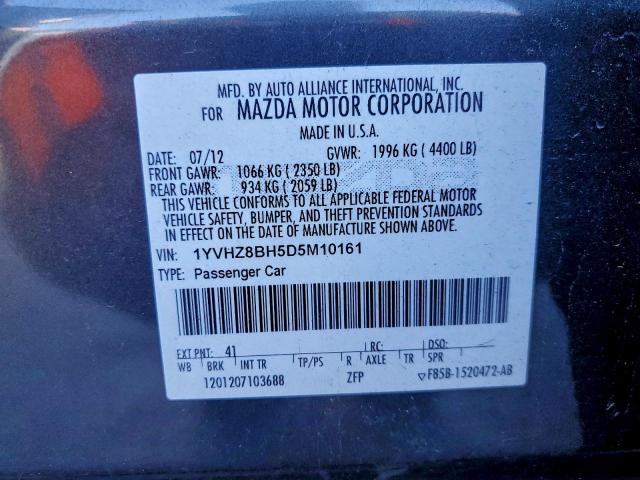 MFD. BY AUTO ALLIANCE INTERNATIONAL, INC.
FOR MAZDA MOTOR CORPORATION
MADE IN U.S.A.
DATE: 07/12 GVWR: 1996 KG ( 4400 LB)
FRONT GAWR: 1066 KG ( 2350 LB)
REAR GAWR: 934 KG ( 2059 LB)
THIS VEHICLE CONFORMS TO ALL APPLICABLE FEDERAL MOTOR
VEHICLE SAFETY, BUMPER, AND THEFT PREVENTION STANDARDS
IN EFFECT ON THE DATE OF MANUFACTURE SHOWN ABOVE.
VIN: 1YVHZ8BH5D5M10161
TYPE: Passenger Car
EXT PNT: 41 LRC: DSO:
WB BRK INT TR TP/PS R AXLE TR SPR
1201207103688 ZFP ▽F85B-1520472-AB